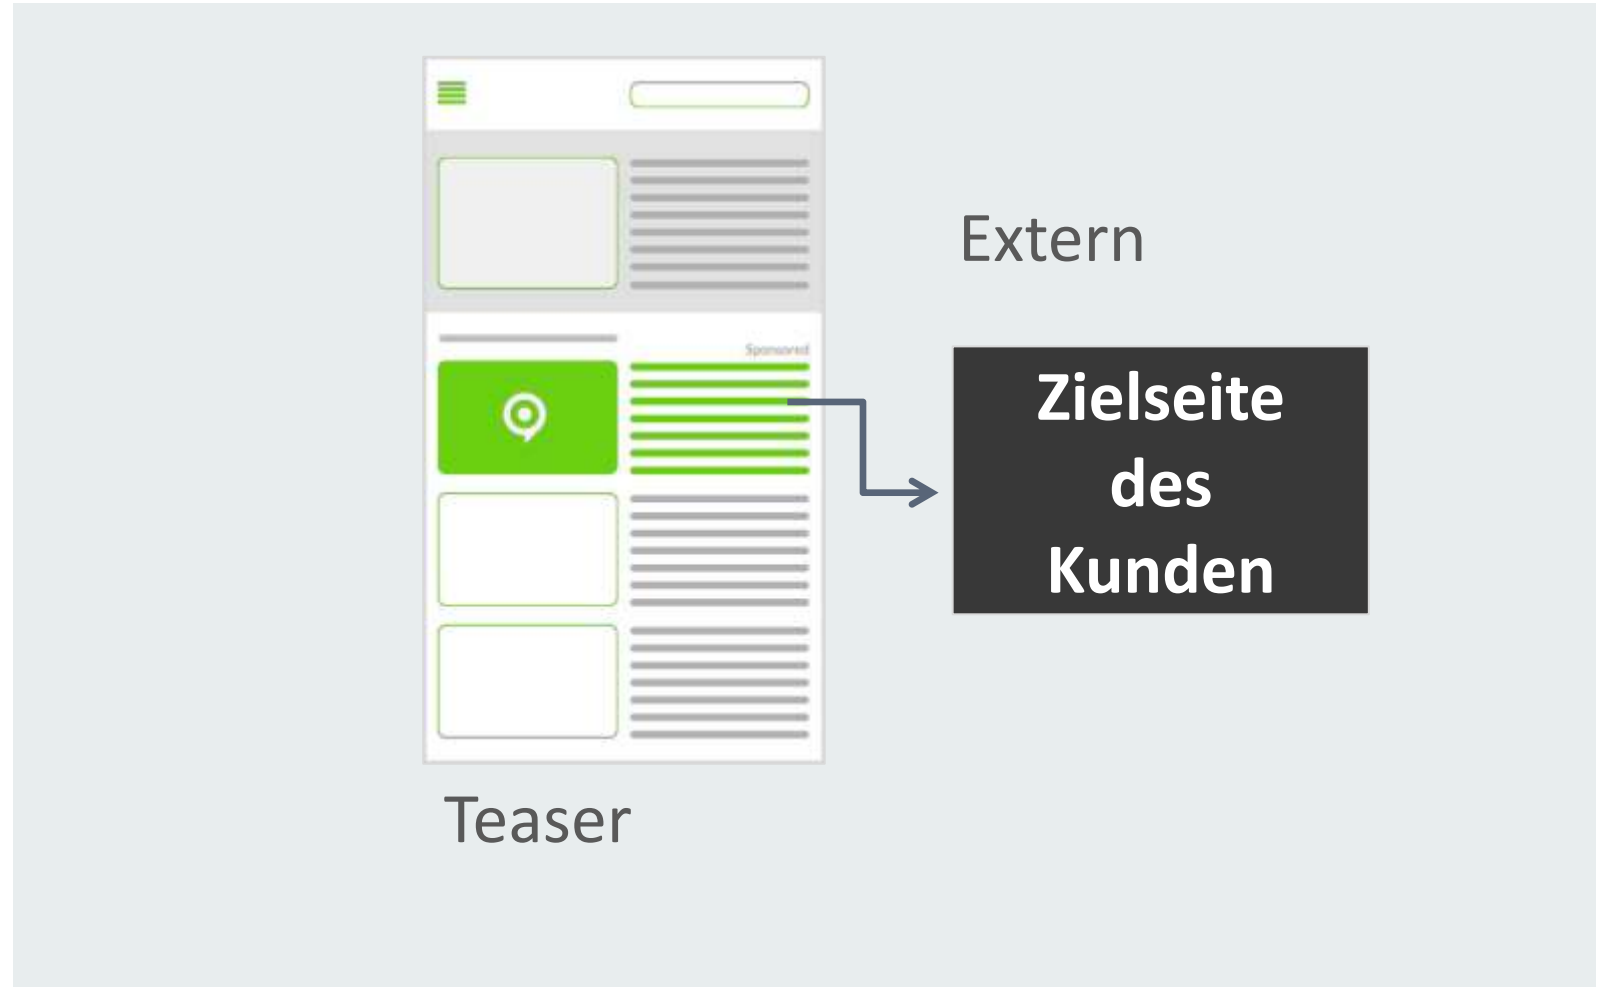 Extern
Sponsored
Zielseite
des
Kunden
Teaser